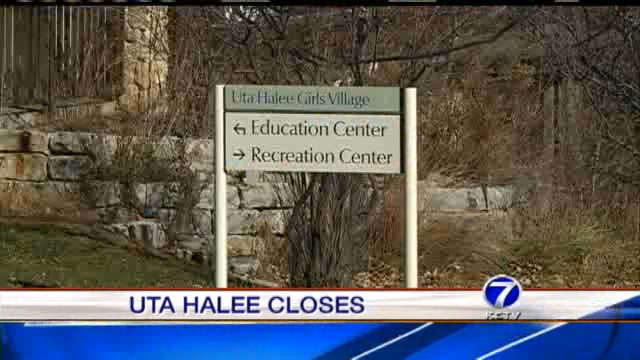 Uta Halee Girls Village
← Education Center
→ Recreation Center
UTA HALEE CLOSES
7
KETV